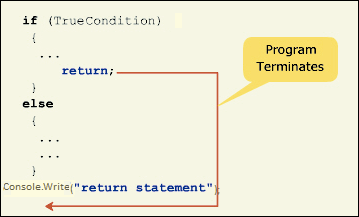 if (TrueCondition)
{
...
return;
}
else
{
...
...
}
Console.Write("return statement");
Program
Terminates